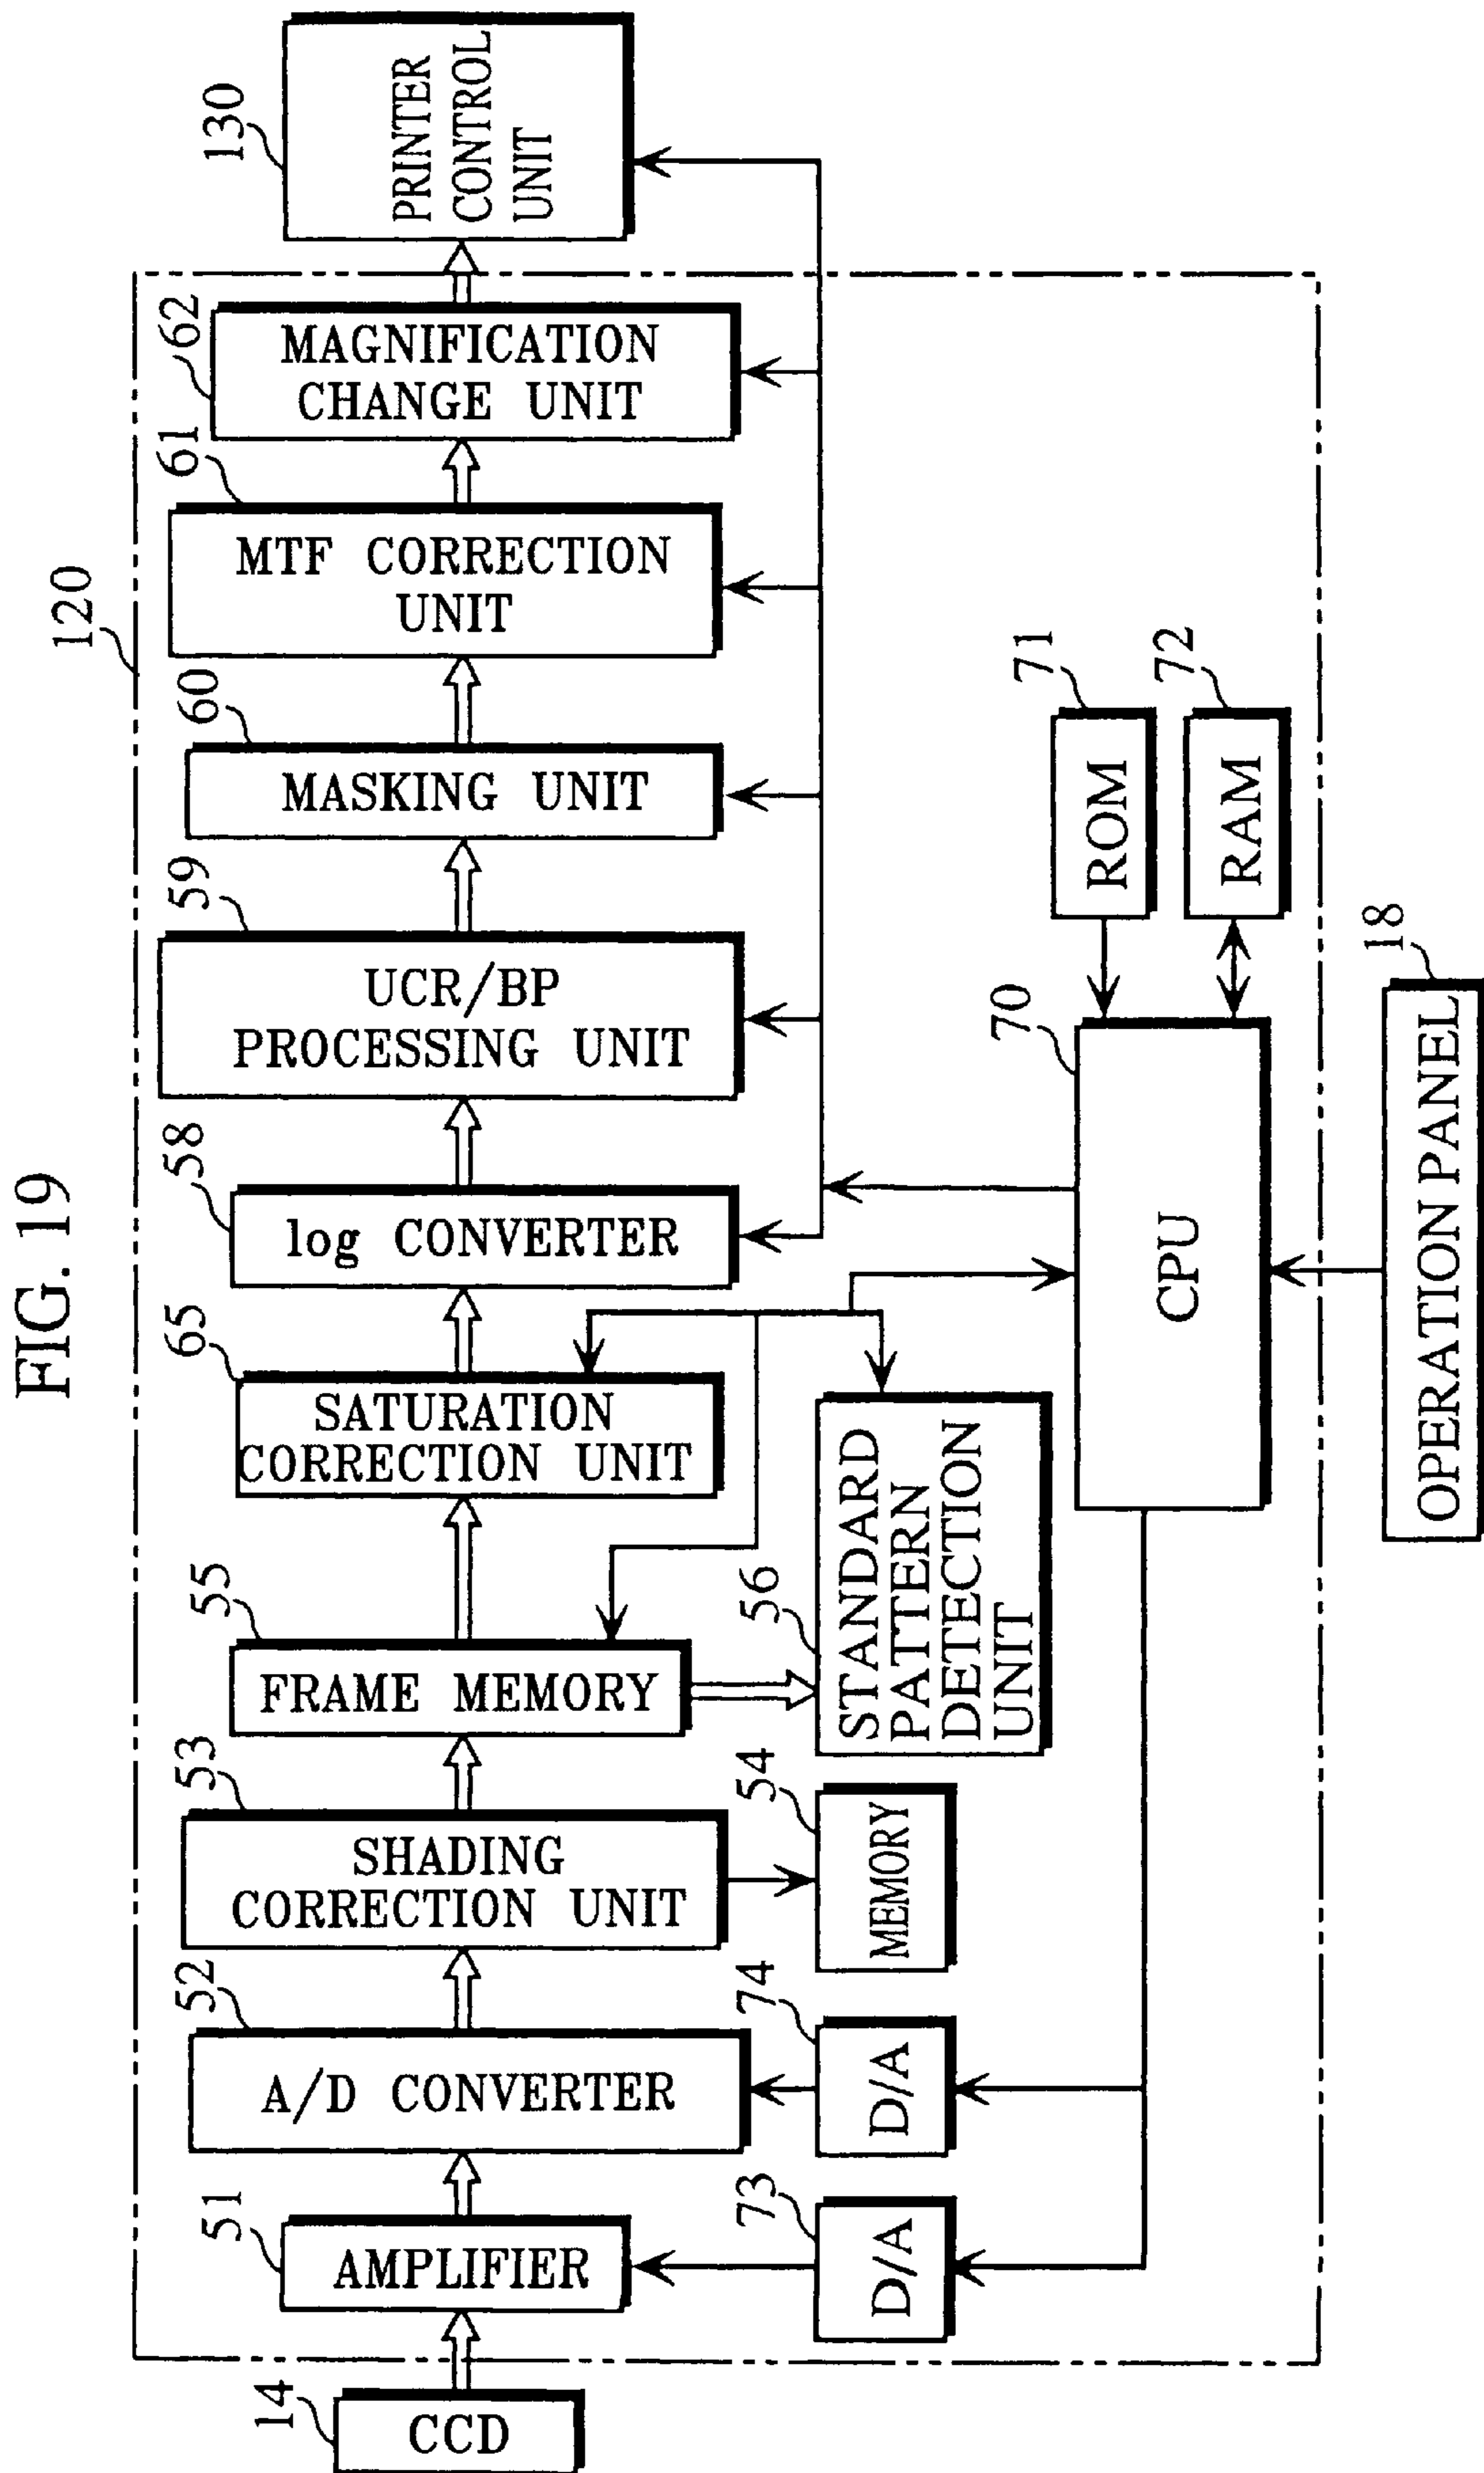 FIG. 19
120
14
CCD
51
AMPLIFIER
52
A/D CONVERTER
53
SHADING
CORRECTION UNIT
55
FRAME MEMORY
65
SATURATION
CORRECTION UNIT
58
log CONVERTER
59
UCR/BP
PROCESSING UNIT
60
MASKING UNIT
61
MTF CORRECTION
UNIT
62
MAGNIFICATION
CHANGE UNIT
130
PRINTER
CONTROL
UNIT
73
D/A
74
D/A
54
MEMORY
56
STANDARD
PATTERN
DETECTION
UNIT
70
CPU
71
ROM
72
RAM
18
OPERATION PANEL